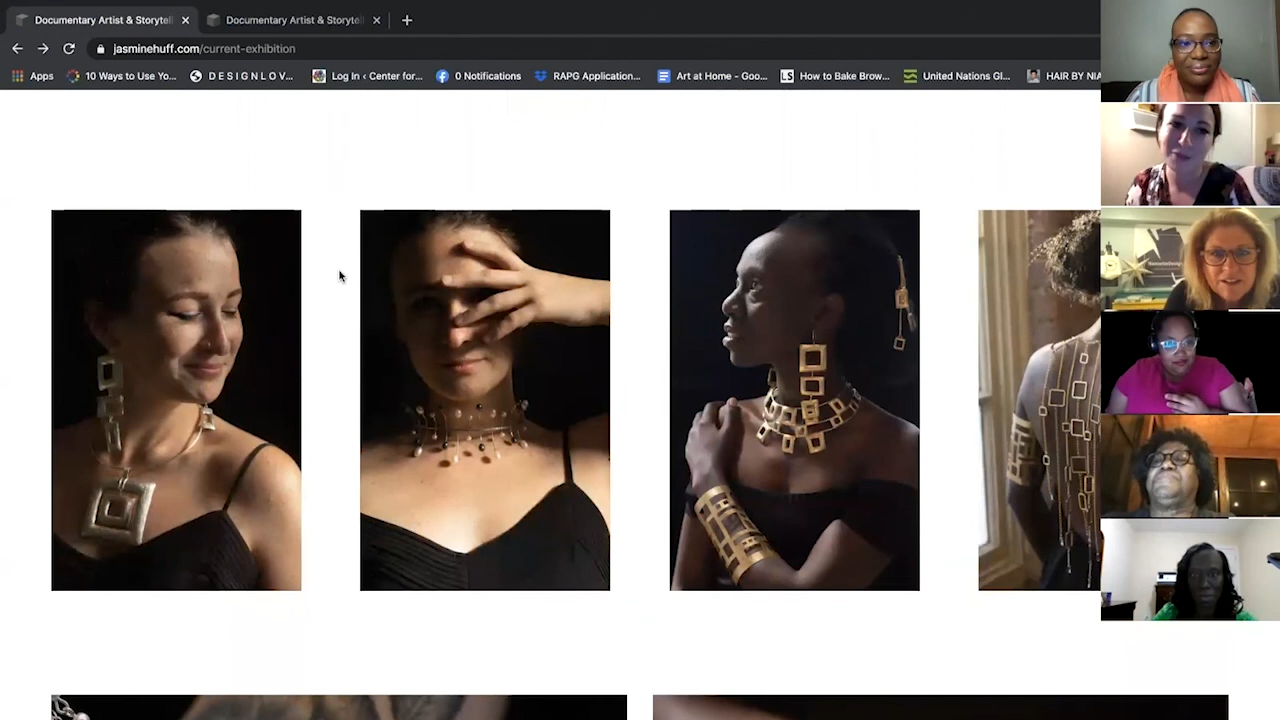 Documentary Artist & Storytell
Documentary Artist & Storytell
jasminehuff.com/current-exhibition
Apps
10 Ways to Use Yo...
D E S I G N L O V...
Log In ‹ Center for...
0 Notifications
RAPG Application...
Art at Home - Goo...
LS How to Bake Brow...
United Nations Gl...
HAIR BY NIA